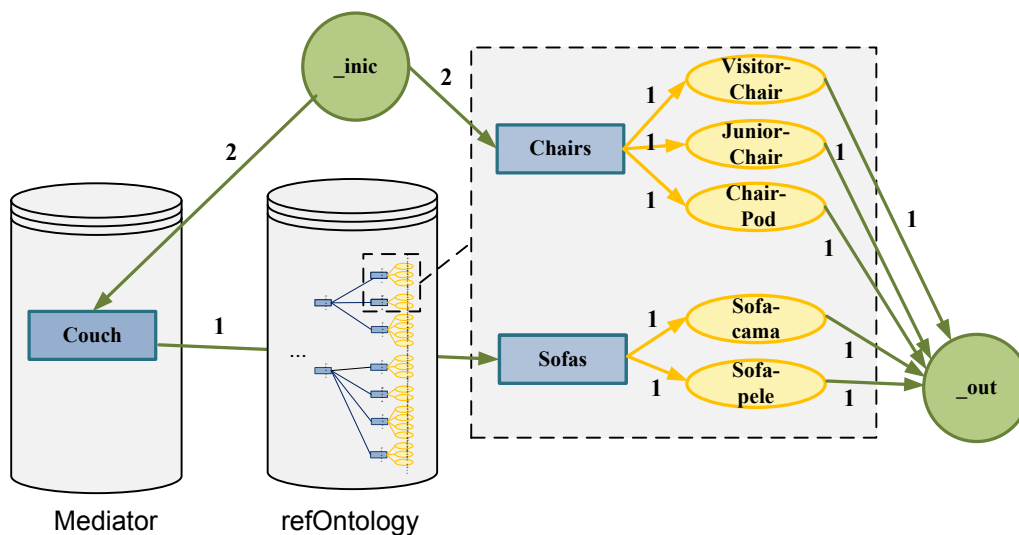 _inic
2
2
Visitor-
Chair
1
Chairs
1
Junior-
Chair
1
1
Chair-
Pod
1
1
Couch
1
...
Sofas
1
Sofa-
cama
1
1
Sofa-
pele
1
_out
Mediator
refOntology